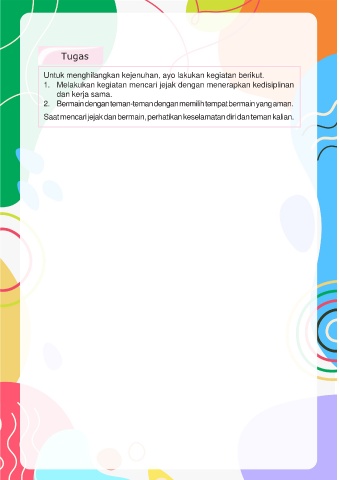 Tugas
Untuk menghilangkan kejenuhan, ayo lakukan kegiatan berikut.
1. Melakukan kegiatan mencari jejak dengan menerapkan kedisiplinan
dan kerja sama.
2. Bermain dengan teman-teman dengan memilih tempat bermain yang aman.
Saat mencari jejak dan bermain, perhatikan keselamatan diri dan teman kalian.